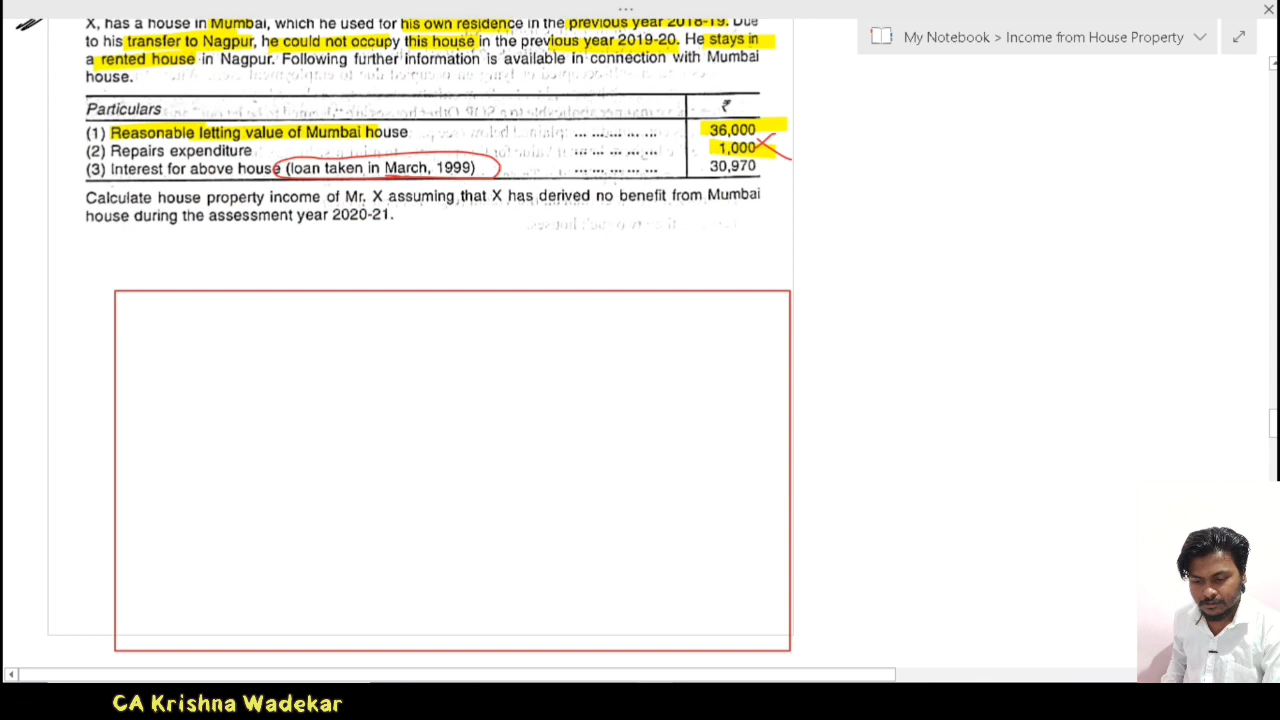 X, has a house in Mumbai, which he used for his own residence in the previous year 2018-19. Due
My Notebook > Income from House Property
to his transfer to Nagpur, he could not occupy this house in the previous year 2019-20. He stays in
a rented house in Nagpur. Following further information is available in connection with Mumbai
house.
Particulars ₹
(1) Reasonable letting value of Mumbai house ... ... ... ... ... 36,000
(2) Repairs expenditure ... ... ... ... ... 1,000
(3) Interest for above house (loan taken in March, 1999) ... ... ... ... ... 30,970
Calculate house property income of Mr. X assuming that X has derived no benefit from Mumbai
house during the assessment year 2020-21.
CA Krishna Wadekar